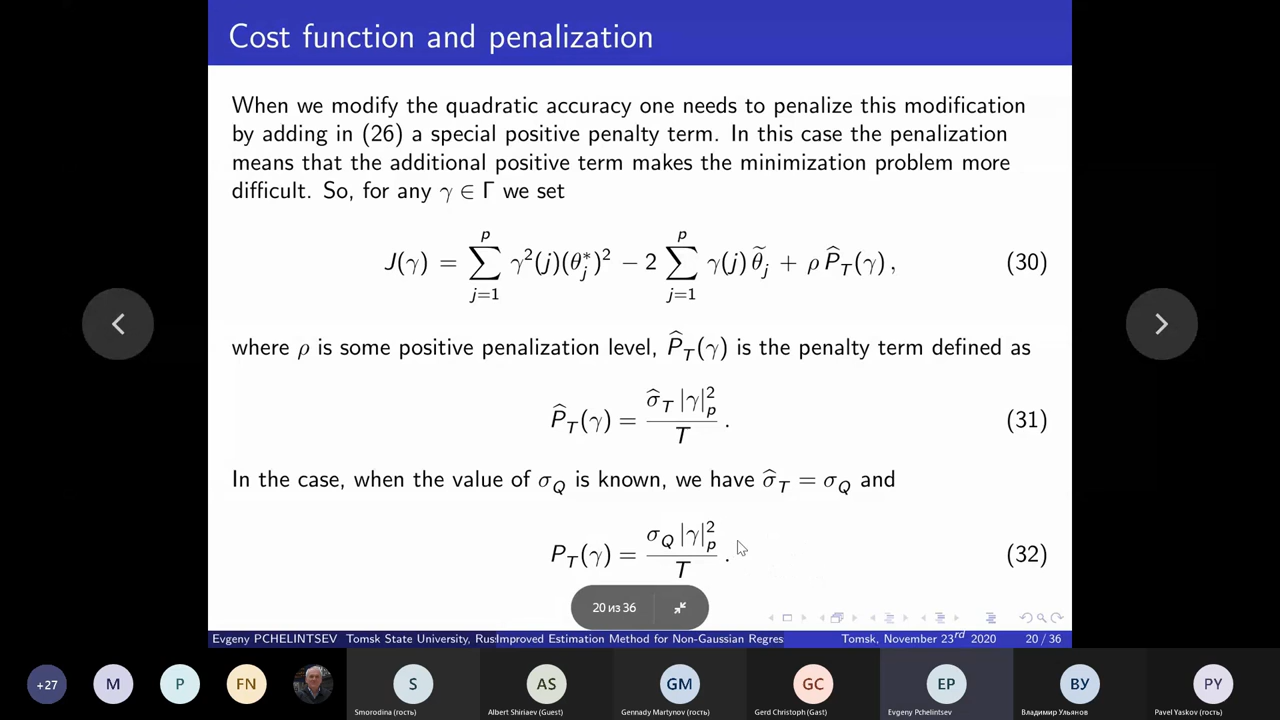 Cost function and penalization
When we modify the quadratic accuracy one needs to penalize this modification
by adding in (26) a special positive penalty term. In this case the penalization
means that the additional positive term makes the minimization problem more
difficult. So, for any γ ∈ Γ we set
J(γ) = ∑_{j=1}^{p} γ²(j)(θ*_j)² − 2 ∑_{j=1}^{p} γ(j) θ̃_j + ρ P̂_T(γ) , (30)
where ρ is some positive penalization level, P̂_T(γ) is the penalty term defined as
P̂_T(γ) = σ̂_T |γ|²_p / T . (31)
In the case, when the value of σ_Q is known, we have σ̂_T = σ_Q and
P_T(γ) = σ_Q |γ|²_p / T . (32)
20 из 36
Evgeny PCHELINTSEV Tomsk State University, Rus Improved Estimation Method for Non-Gaussian Regres Tomsk, November 23rd 2020 20 / 36
+27 M P FN S AS GM GC EP ВУ PY
Smorodina (гость) Albert Shiriaev (Guest) Gennady Martynov (гость) Gerd Christoph (Gast) Evgeny Pchelintsev Владимир Ульянов Pavel Yaskov (гость)